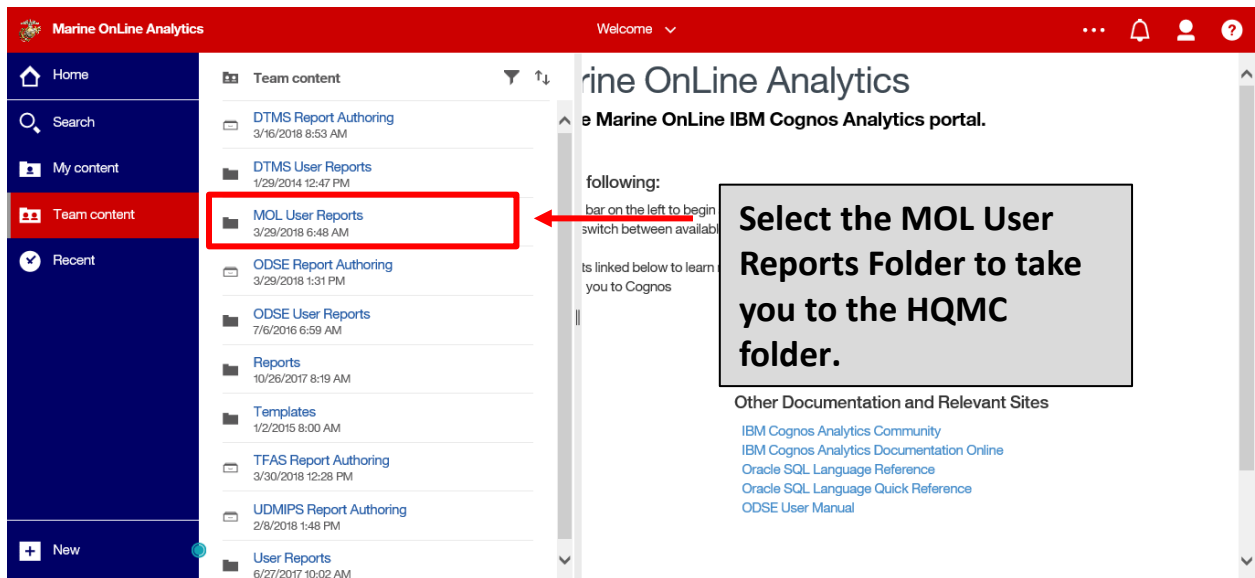 Marine OnLine Analytics
Welcome
Home
Search
My content
Team content
Recent
New
Team content
DTMS Report Authoring
3/16/2018 8:53 AM
DTMS User Reports
1/29/2014 12:47 PM
MOL User Reports
3/29/2018 6:48 AM
ODSE Report Authoring
3/29/2018 1:31 PM
ODSE User Reports
7/6/2016 6:59 AM
Reports
10/26/2017 8:19 AM
Templates
1/2/2015 8:00 AM
TFAS Report Authoring
3/30/2018 12:28 PM
UDMIPS Report Authoring
2/8/2018 1:48 PM
User Reports
6/27/2017 10:02 AM
rine OnLine Analytics
e Marine OnLine IBM Cognos Analytics portal.
following:
bar on the left to begin
switch between availabl
ts linked below to learn
you to Cognos
Select the MOL User
Reports Folder to take
you to the HQMC
folder.
Other Documentation and Relevant Sites
IBM Cognos Analytics Community
IBM Cognos Analytics Documentation Online
Oracle SQL Language Reference
Oracle SQL Language Quick Reference
ODSE User Manual